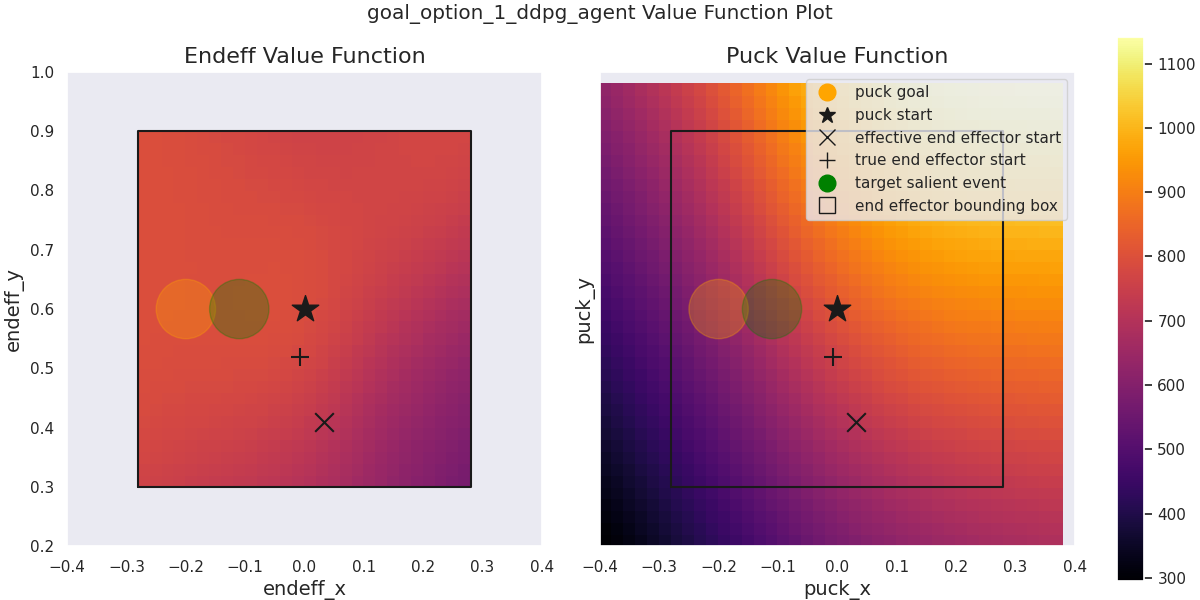 goal_option_1_ddpg_agent Value Function Plot
Endeff Value Function
Puck Value Function
1.0
0.9
0.8
0.7
0.6
0.5
0.4
0.3
0.2
endeff_y
−0.4 −0.3 −0.2 −0.1 0.0 0.1 0.2 0.3 0.4
endeff_x
puck_y
puck goal
puck start
effective end effector start
true end effector start
target salient event
end effector bounding box
−0.4 −0.3 −0.2 −0.1 0.0 0.1 0.2 0.3 0.4
puck_x
1100
1000
900
800
700
600
500
400
300